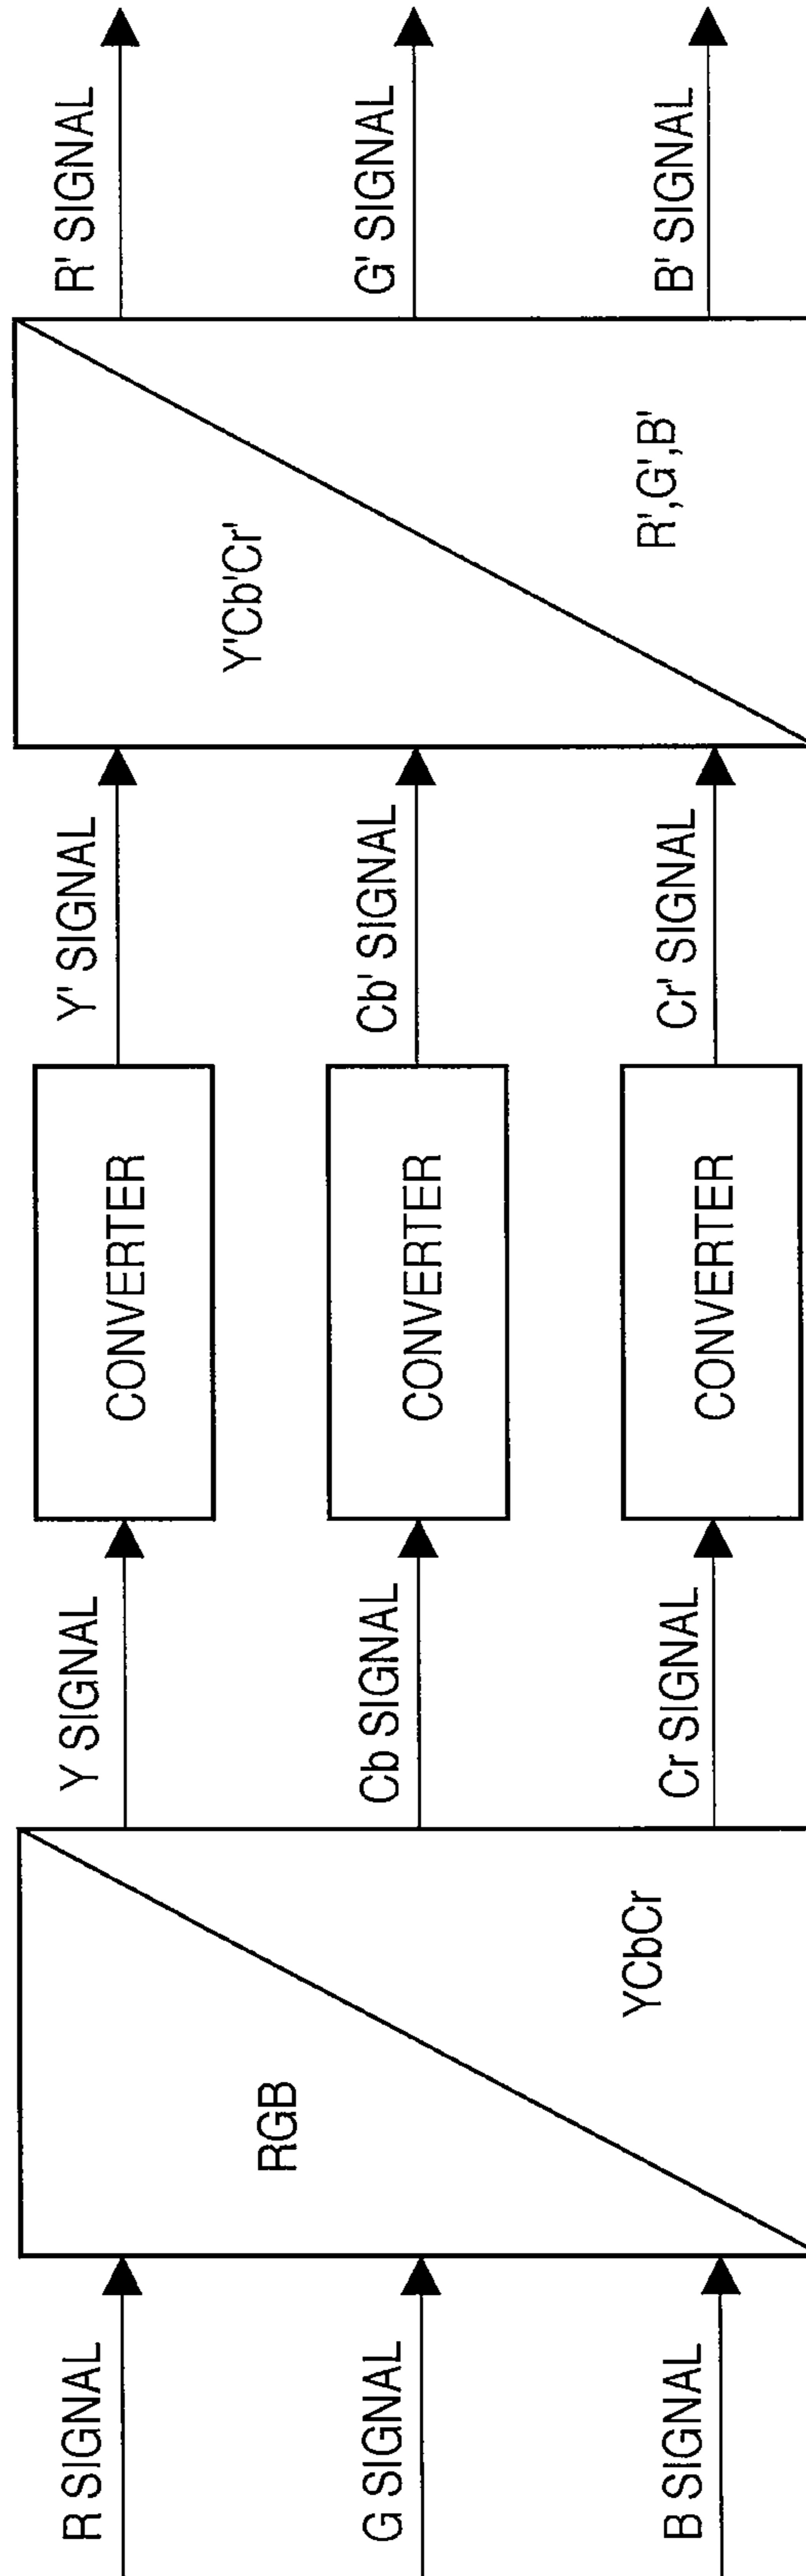 R SIGNAL
G SIGNAL
B SIGNAL
RGB
YCbCr
Y SIGNAL
Cb SIGNAL
Cr SIGNAL
CONVERTER
CONVERTER
CONVERTER
Y' SIGNAL
Cb' SIGNAL
Cr' SIGNAL
Y'Cb'Cr'
R',G',B'
R' SIGNAL
G' SIGNAL
B' SIGNAL